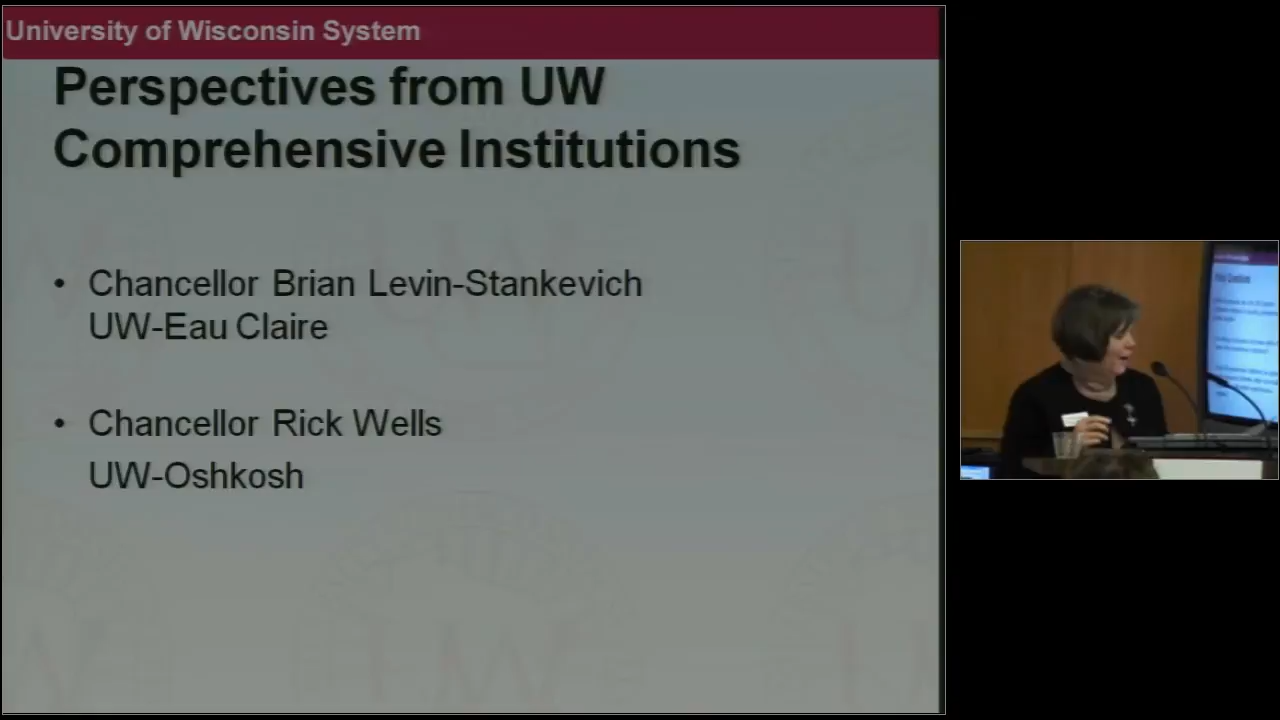 University of Wisconsin System
Perspectives from UW
Comprehensive Institutions
• Chancellor Brian Levin-Stankevich
UW-Eau Claire
• Chancellor Rick Wells
UW-Oshkosh